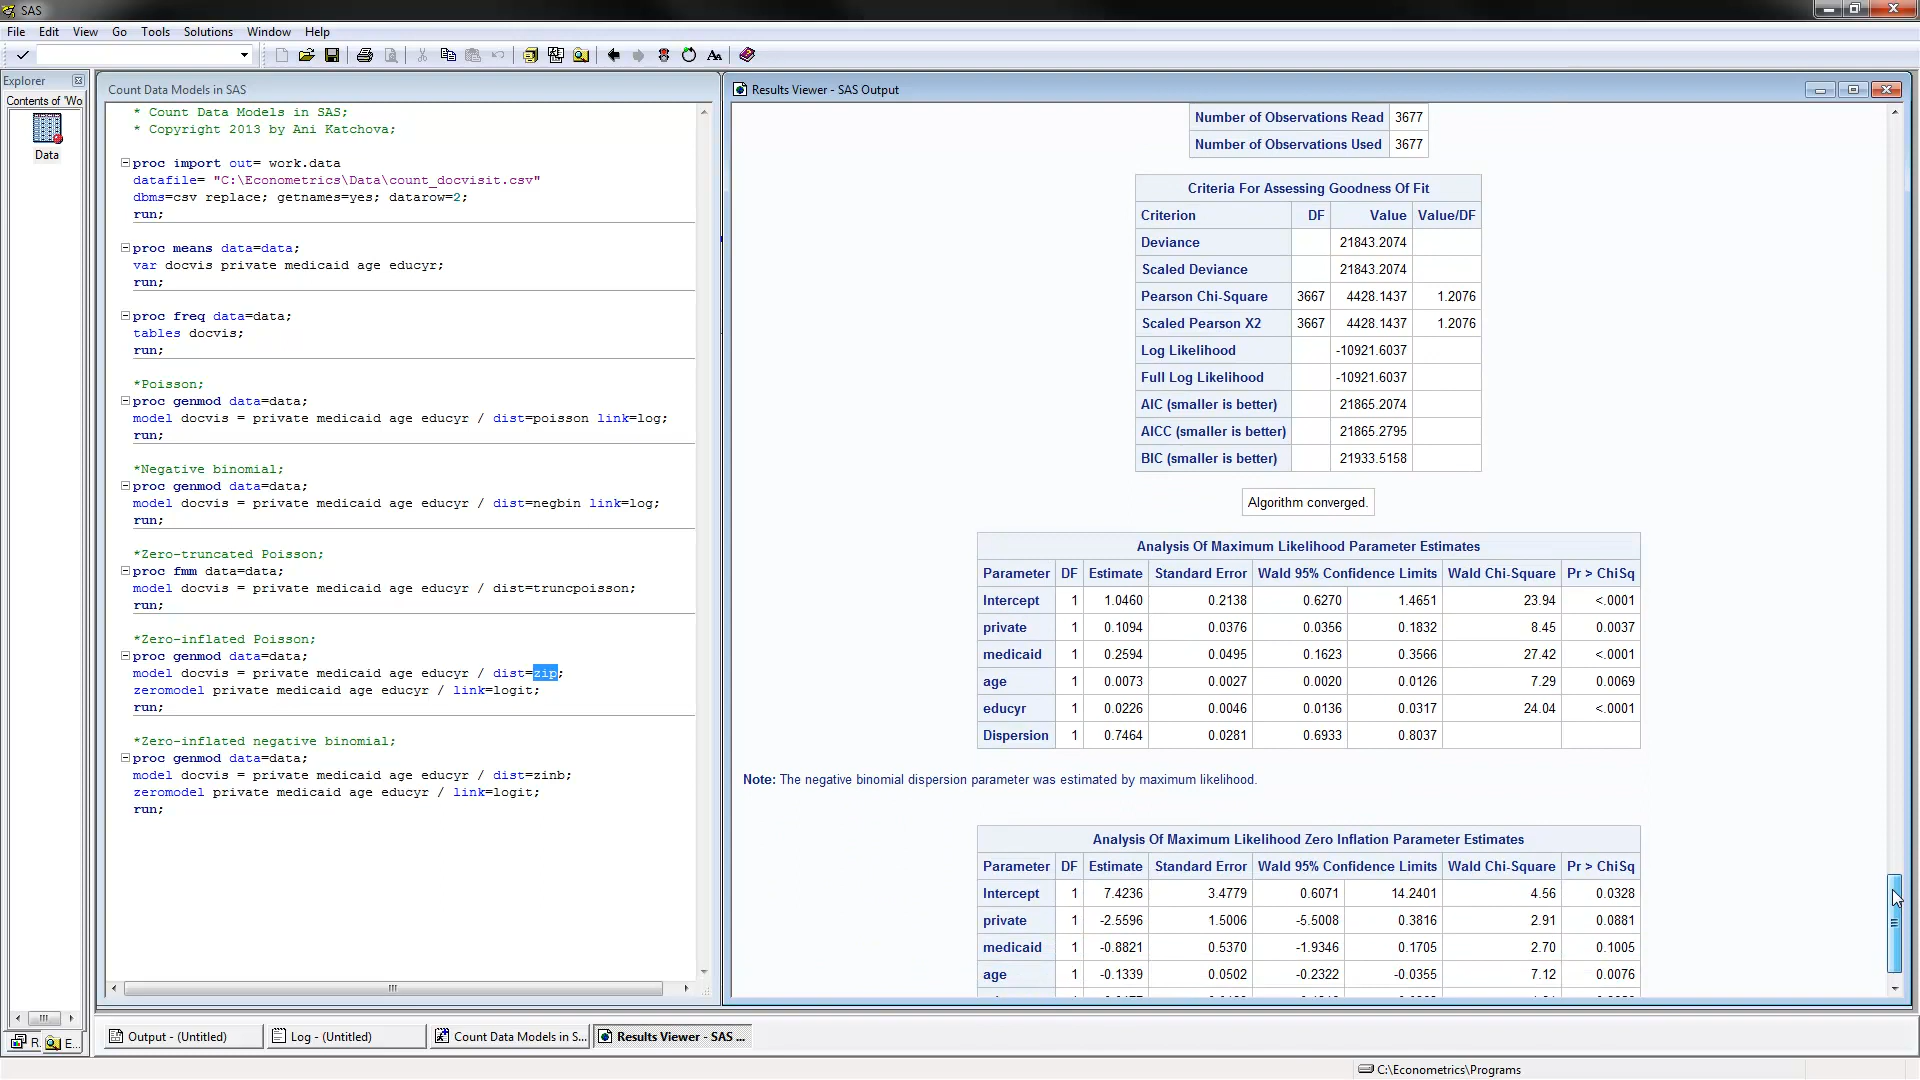 SAS
File Edit View Go Tools Solutions Window Help
Explorer
Contents of 'Wo
Data
Count Data Models in SAS
* Count Data Models in SAS;
* Copyright 2013 by Ani Katchova;
proc import out= work.data
datafile= "C:\Econometrics\Data\count_docvisit.csv"
dbms=csv replace; getnames=yes; datarow=2;
run;
proc means data=data;
var docvis private medicaid age educyr;
run;
proc freq data=data;
tables docvis;
run;
*Poisson;
proc genmod data=data;
model docvis = private medicaid age educyr / dist=poisson link=log;
run;
*Negative binomial;
proc genmod data=data;
model docvis = private medicaid age educyr / dist=negbin link=log;
run;
*Zero-truncated Poisson;
proc fmm data=data;
model docvis = private medicaid age educyr / dist=truncpoisson;
run;
*Zero-inflated Poisson;
proc genmod data=data;
model docvis = private medicaid age educyr / dist=zip;
zeromodel private medicaid age educyr / link=logit;
run;
*Zero-inflated negative binomial;
proc genmod data=data;
model docvis = private medicaid age educyr / dist=zinb;
zeromodel private medicaid age educyr / link=logit;
run;
Results Viewer - SAS Output
Number of Observations Read 3677
Number of Observations Used 3677
Criteria For Assessing Goodness Of Fit
Criterion DF Value Value/DF
Deviance 21843.2074
Scaled Deviance 21843.2074
Pearson Chi-Square 3667 4428.1437 1.2076
Scaled Pearson X2 3667 4428.1437 1.2076
Log Likelihood -10921.6037
Full Log Likelihood -10921.6037
AIC (smaller is better) 21865.2074
AICC (smaller is better) 21865.2795
BIC (smaller is better) 21933.5158
Algorithm converged.
Analysis Of Maximum Likelihood Parameter Estimates
Parameter DF Estimate Standard Error Wald 95% Confidence Limits Wald Chi-Square Pr > ChiSq
Intercept 1 1.0460 0.2138 0.6270 1.4651 23.94 <.0001
private 1 0.1094 0.0376 0.0356 0.1832 8.45 0.0037
medicaid 1 0.2594 0.0495 0.1623 0.3566 27.42 <.0001
age 1 0.0073 0.0027 0.0020 0.0126 7.29 0.0069
educyr 1 0.0226 0.0046 0.0136 0.0317 24.04 <.0001
Dispersion 1 0.7464 0.0281 0.6933 0.8037
Note: The negative binomial dispersion parameter was estimated by maximum likelihood.
Analysis Of Maximum Likelihood Zero Inflation Parameter Estimates
Parameter DF Estimate Standard Error Wald 95% Confidence Limits Wald Chi-Square Pr > ChiSq
Intercept 1 7.4236 3.4779 0.6071 14.2401 4.56 0.0328
private 1 -2.5596 1.5006 -5.5008 0.3816 2.91 0.0881
medicaid 1 -0.8821 0.5370 -1.9346 0.1705 2.70 0.1005
age 1 -0.1339 0.0502 -0.2322 -0.0355 7.12 0.0076
R. E...
Output - (Untitled)
Log - (Untitled)
Count Data Models in S...
Results Viewer - SAS ...
C:\Econometrics\Programs